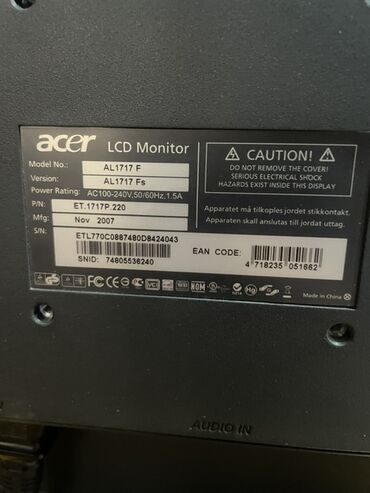 acer LCD Monitor
Model No.: AL1717 F
Version: AL1717 Fs
Power Rating: AC100-240V,50/60Hz,1.5A
P/N: ET.1717P.220
Mfg: Nov 2007
S/N: ETL770C0887480D8424043
SNID: 74805536240
CAUTION!
DO NOT REMOVE THE COVER!
SERIOUS ELECTRICAL SHOCK
HAZARDS EXIST INSIDE THIS DISPLAY
Apparatet må tilkoples jordet stikkontakt.
Apparaten skall anslutas till jordat uttag.
EAN CODE:
4 718235 051662
Made in China
NOM
Hg
AUDIO IN